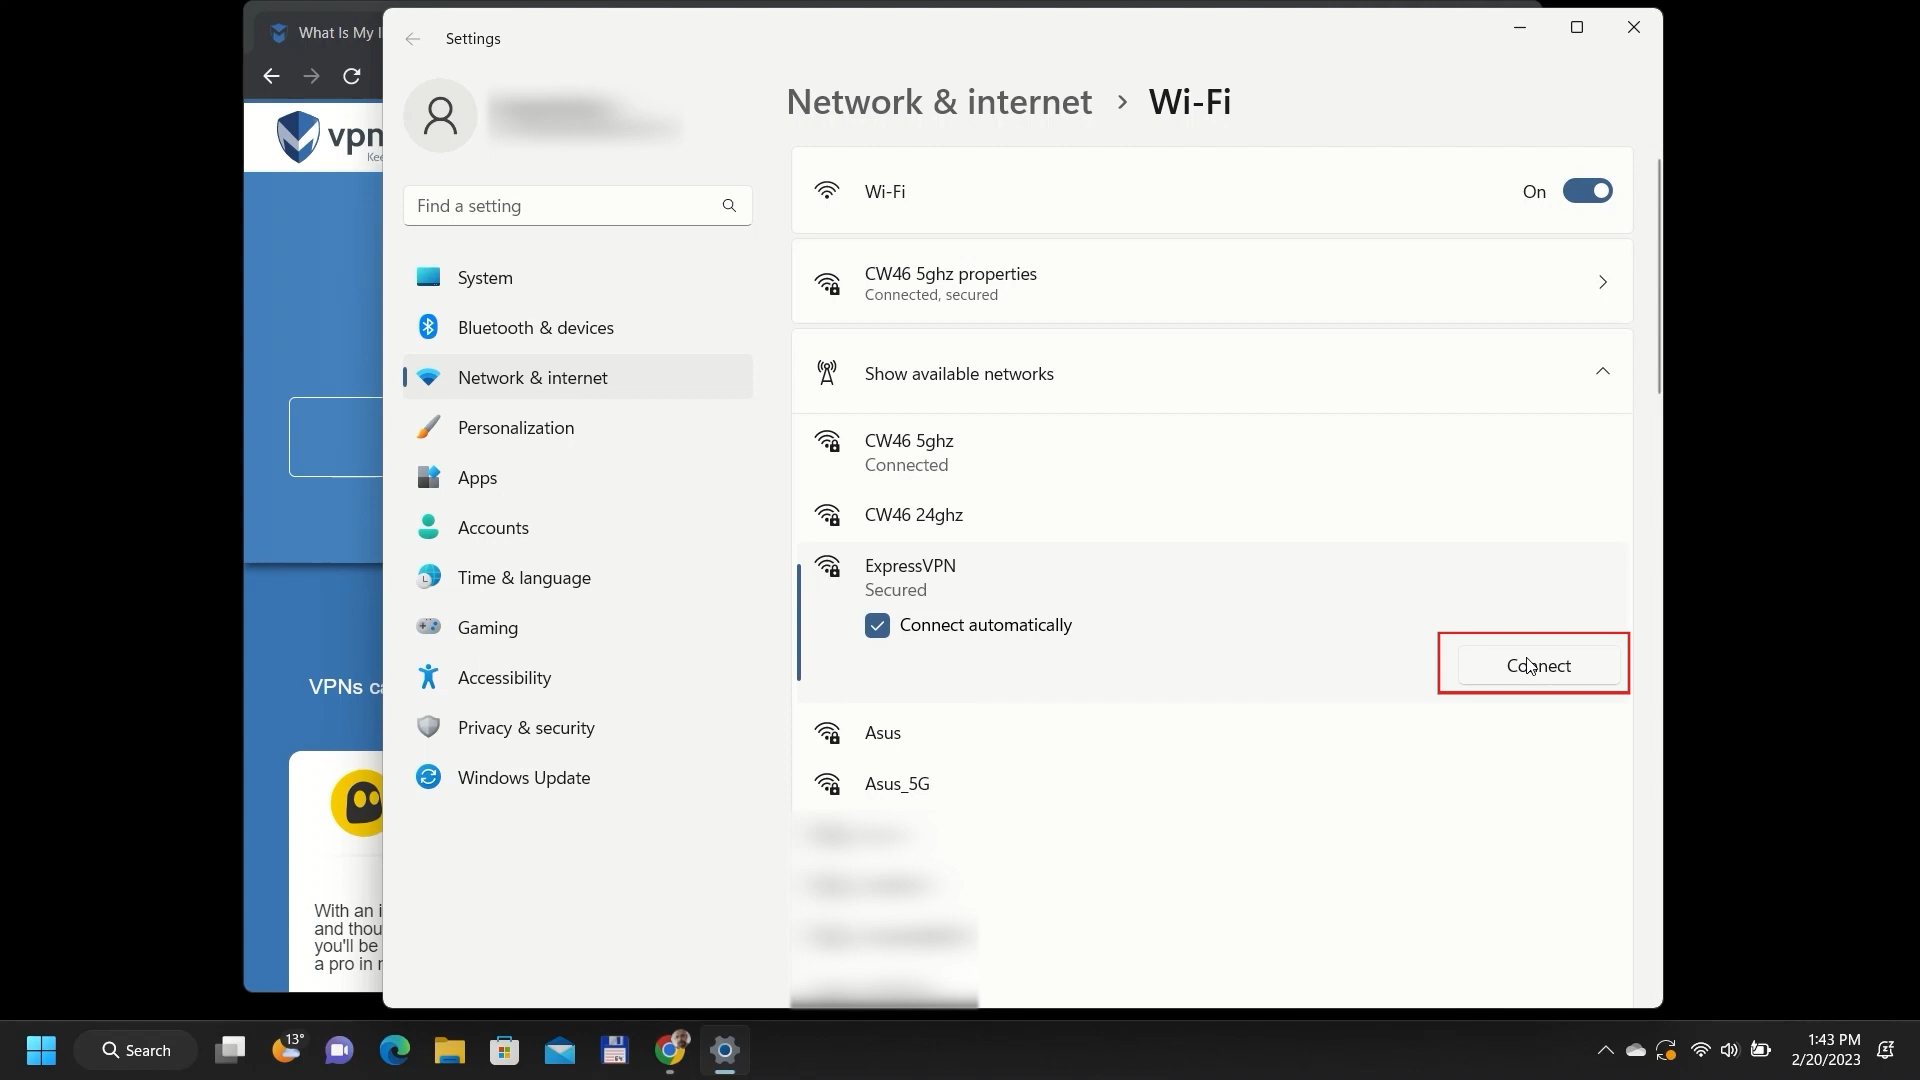 What Is My
Settings
vpn
Kee
Network & internet > Wi-Fi
Wi-Fi
On
Find a setting
CW46 5ghz properties
Connected, secured
System
Bluetooth & devices
Show available networks
Network & internet
Personalization
CW46 5ghz
Connected
Apps
CW46 24ghz
Accounts
ExpressVPN
Secured
Time & language
Connect automatically
Gaming
Connect
Accessibility
VPNs ca
Privacy & security
Asus
Windows Update
Asus_5G
With an i
and thou
you'll be
a pro in
13°
Search
1:43 PM
2/20/2023